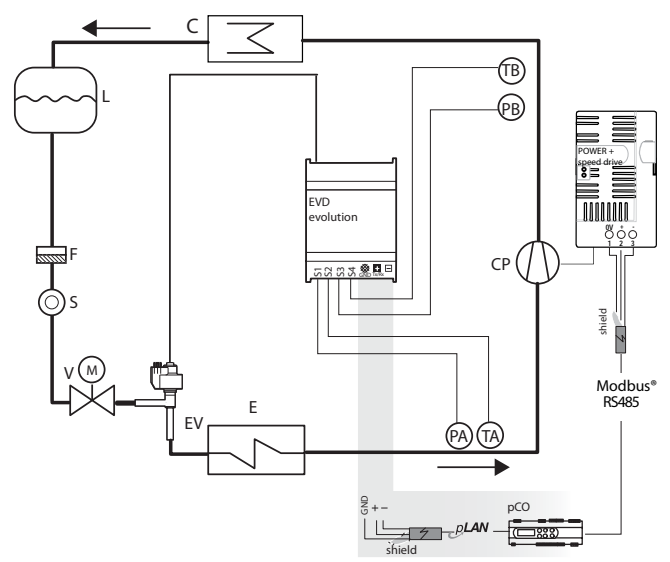 C
TB
L
PB
POWER +
speed drive
EVD
evolution
0V + -
1 2 3
F
CP
S1 S2 S3 S4
S
shield
V M
Modbus®
RS485
EV
E
PA TA
GND + −
pCO
pLAN
shield